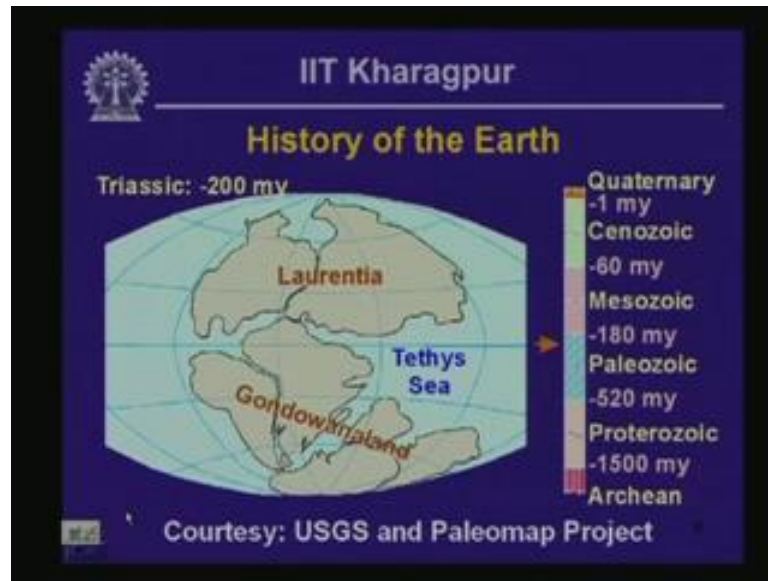 IIT Kharagpur
History of the Earth
Triassic: -200 my
Laurentia
Tethys
Sea
Gondowanaland
Quaternary
-1 my
Cenozoic
-60 my
Mesozoic
-180 my
Paleozoic
-520 my
Proterozoic
-1500 my
Archean
Courtesy: USGS and Paleomap Project